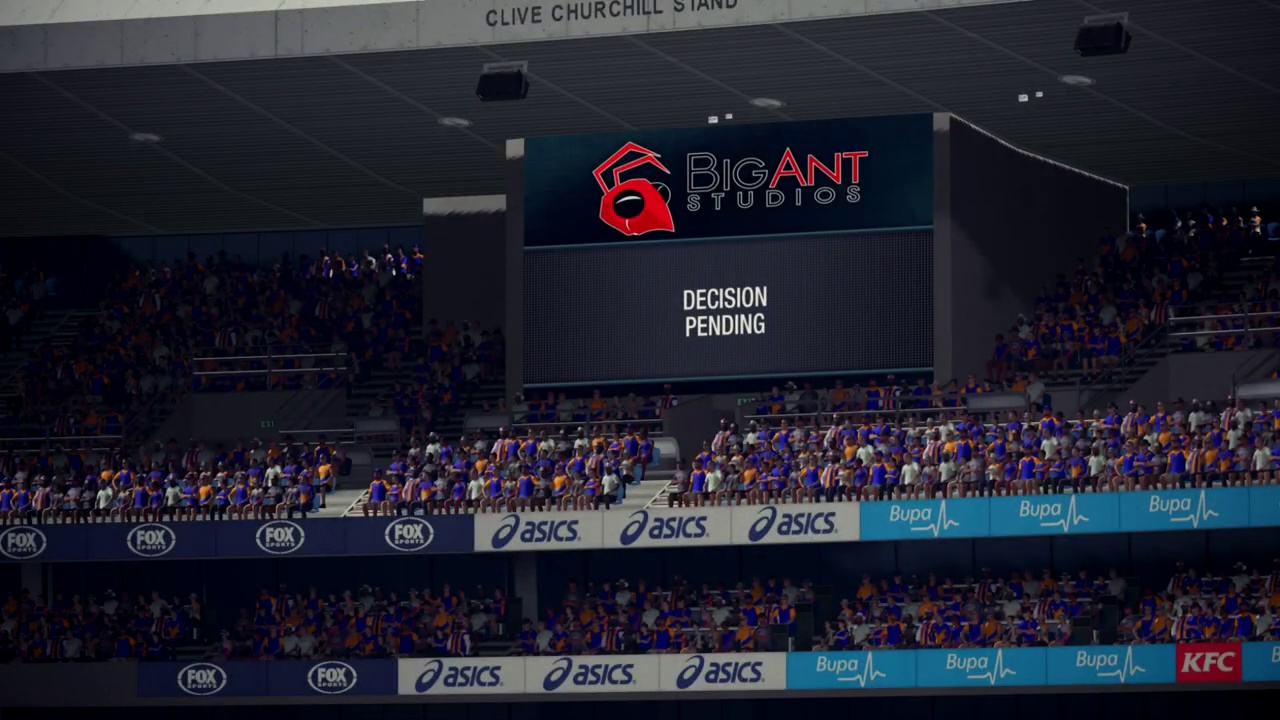 CLIVE CHURCHILL STAND
BIGANT
STUDIOS
DECISION
PENDING
FOX
SPORTS
FOX
SPORTS
FOX
SPORTS
FOX
SPORTS
asics
asics
asics
Bupa
Bupa
Bupa
FOX
SPORTS
FOX
SPORTS
asics
asics
asics
Bupa
Bupa
Bupa
KFC